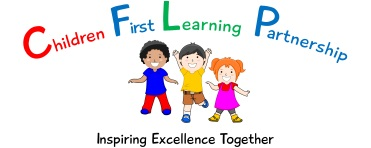 Children First Learning Partnership
Inspiring Excellence Together